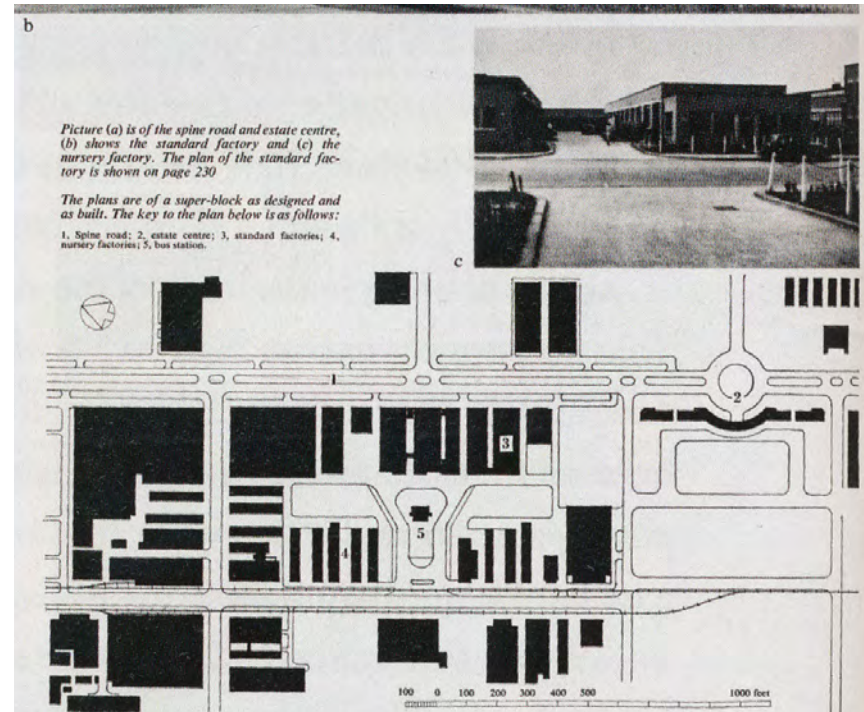 b
Picture (a) is of the spine road and estate centre,
(b) shows the standard factory and (c) the
nursery factory. The plan of the standard fac-
tory is shown on page 230
The plans are of a super-block as designed and
as built. The key to the plan below is as follows:
1, Spine road; 2, estate centre; 3, standard factories; 4,
nursery factories; 5, bus station.
c
1
2
3
5
4
100 0 100 200 300 400 500 1000 feet